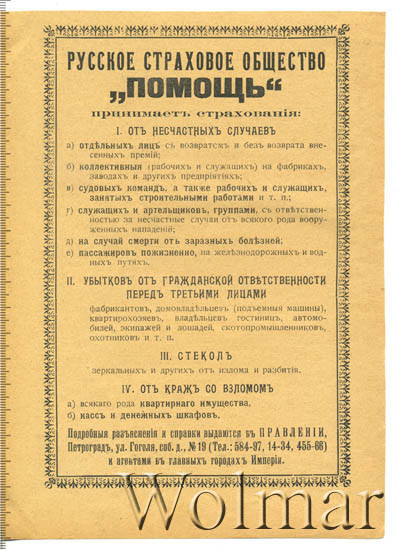 РУССКОЕ СТРАХОВОЕ ОБЩЕСТВО
„ПОМОЩЬ“
принимаетъ страхованія:
I. ОТЪ НЕСЧАСТНЫХЪ СЛУЧАЕВЪ
а) отдѣльныхъ лицъ съ возвратомъ и безъ возврата вне-
сенныхъ премій;
б) коллективныя (рабочихъ и служащихъ) на фабрикахъ,
заводахъ и другихъ предпріятіяхъ;
в) судовыхъ командъ, а также рабочихъ и служащихъ,
занятыхъ строительными работами и т. п.;
г) служащихъ и артельщиковъ, группами, съ отвѣтствен-
ностью за несчастные случаи отъ всякаго рода воору-
женныхъ нападеній;
д) на случай смерти отъ заразныхъ болѣзней;
е) пассажировъ пожизненно, на желѣзнодорожныхъ и вод-
ныхъ путяхъ.
II. УБЫТКОВЪ ОТЪ ГРАЖДАНСКОЙ ОТВѢТСТВЕННОСТИ
ПЕРЕДЪ ТРЕТЬИМИ ЛИЦАМИ
фабрикантовъ, домовладѣльцевъ (подъемныя машины),
квартирохозяевъ, владѣльцевъ гостиницъ, автомо-
билей, экипажей и лошадей, скотопромышленниковъ,
охотниковъ и т. п.
III. СТЕКОЛЪ
зеркальныхъ и другихъ отъ излома и разбитія.
IV. ОТЪ КРАЖЪ СО ВЗЛОМОМЪ
а) всякаго рода квартирнаго имущества,
б) кассъ и денежныхъ шкафовъ.
Подробныя разъясненія и справки выдаются въ ПРАВЛЕНІИ,
Петроградъ, ул. Гоголя, соб. д., № 19 (Тел.: 584-97, 14-34, 455-66)
и агентами въ главныхъ городахъ Имперіи.
Wolmar